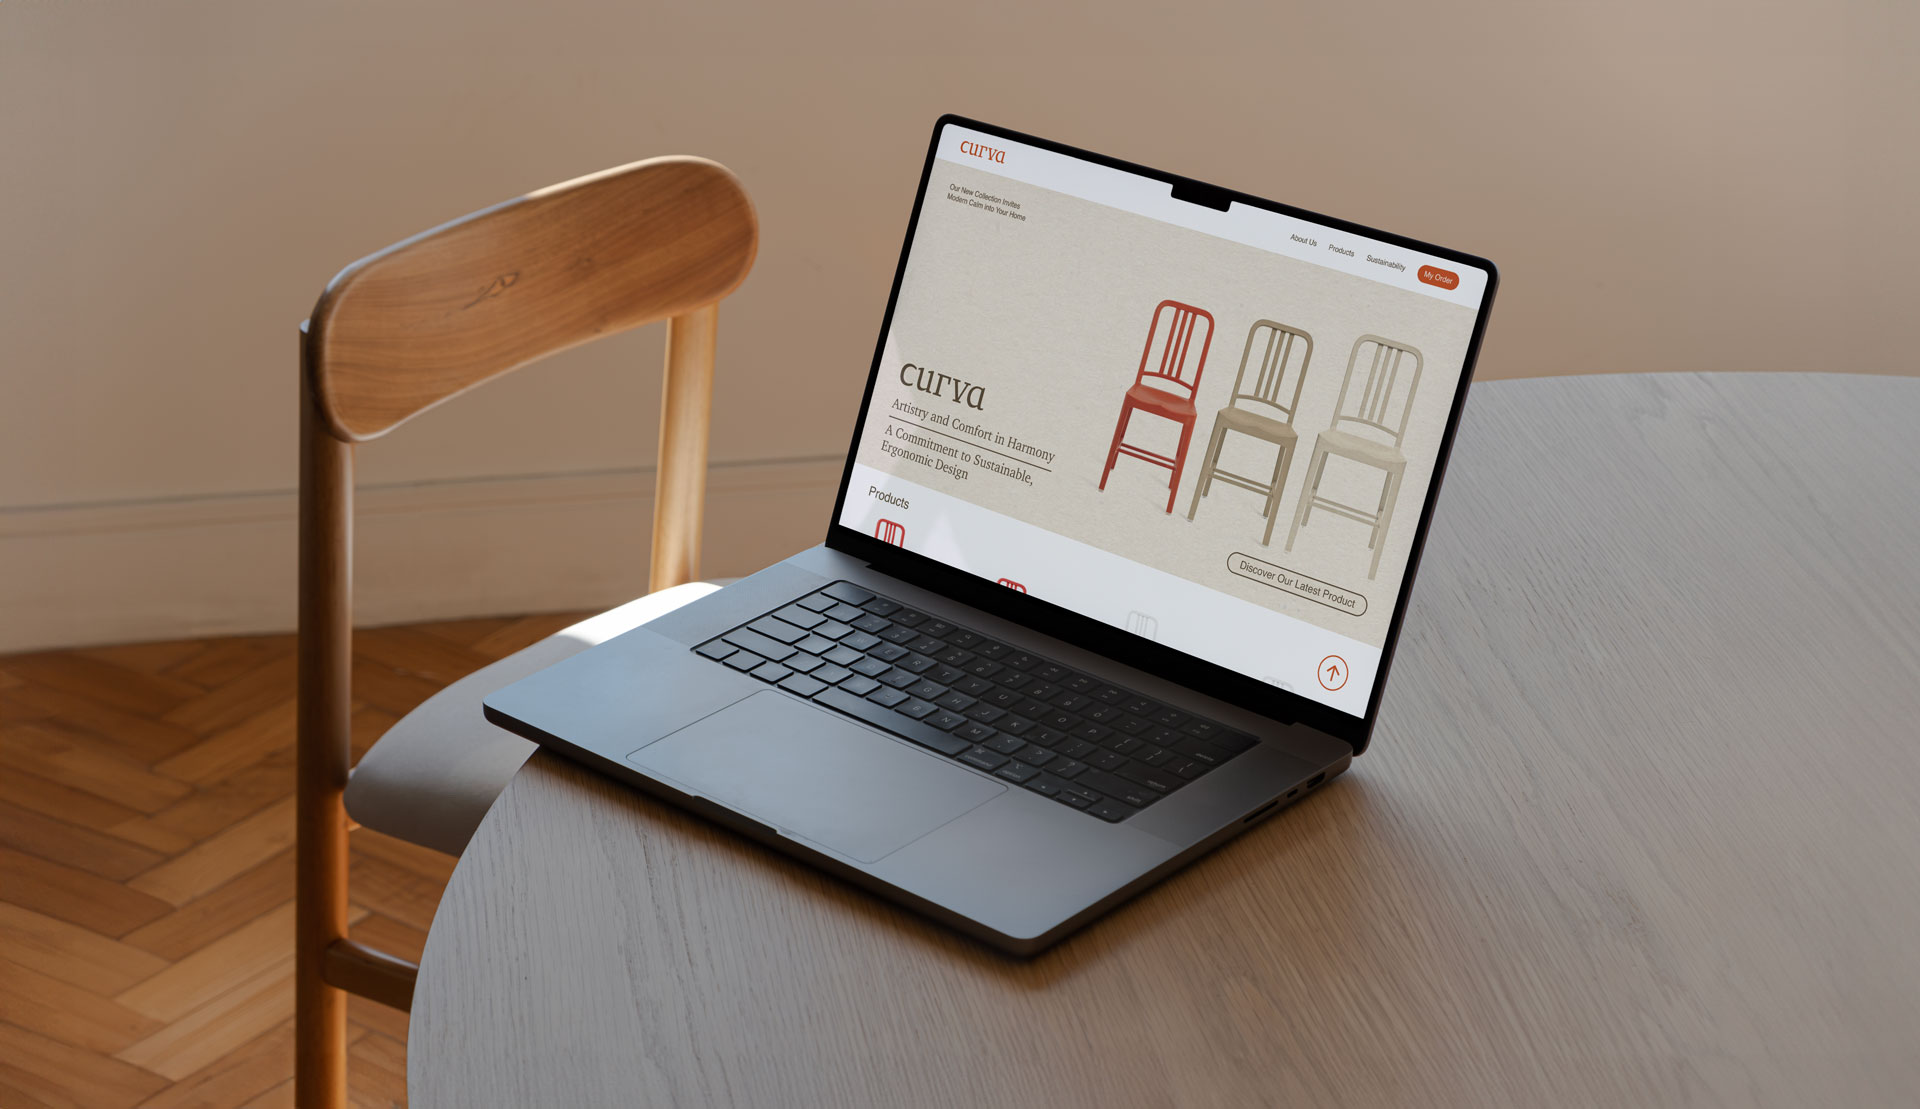 curva
Our New Collection Invites
Modern Calm into Your Home
About Us
Products
Sustainability
My Order
curva
Artistry and Comfort in Harmony
A Commitment to Sustainable,
Ergonomic Design
Discover Our Latest Product
Products